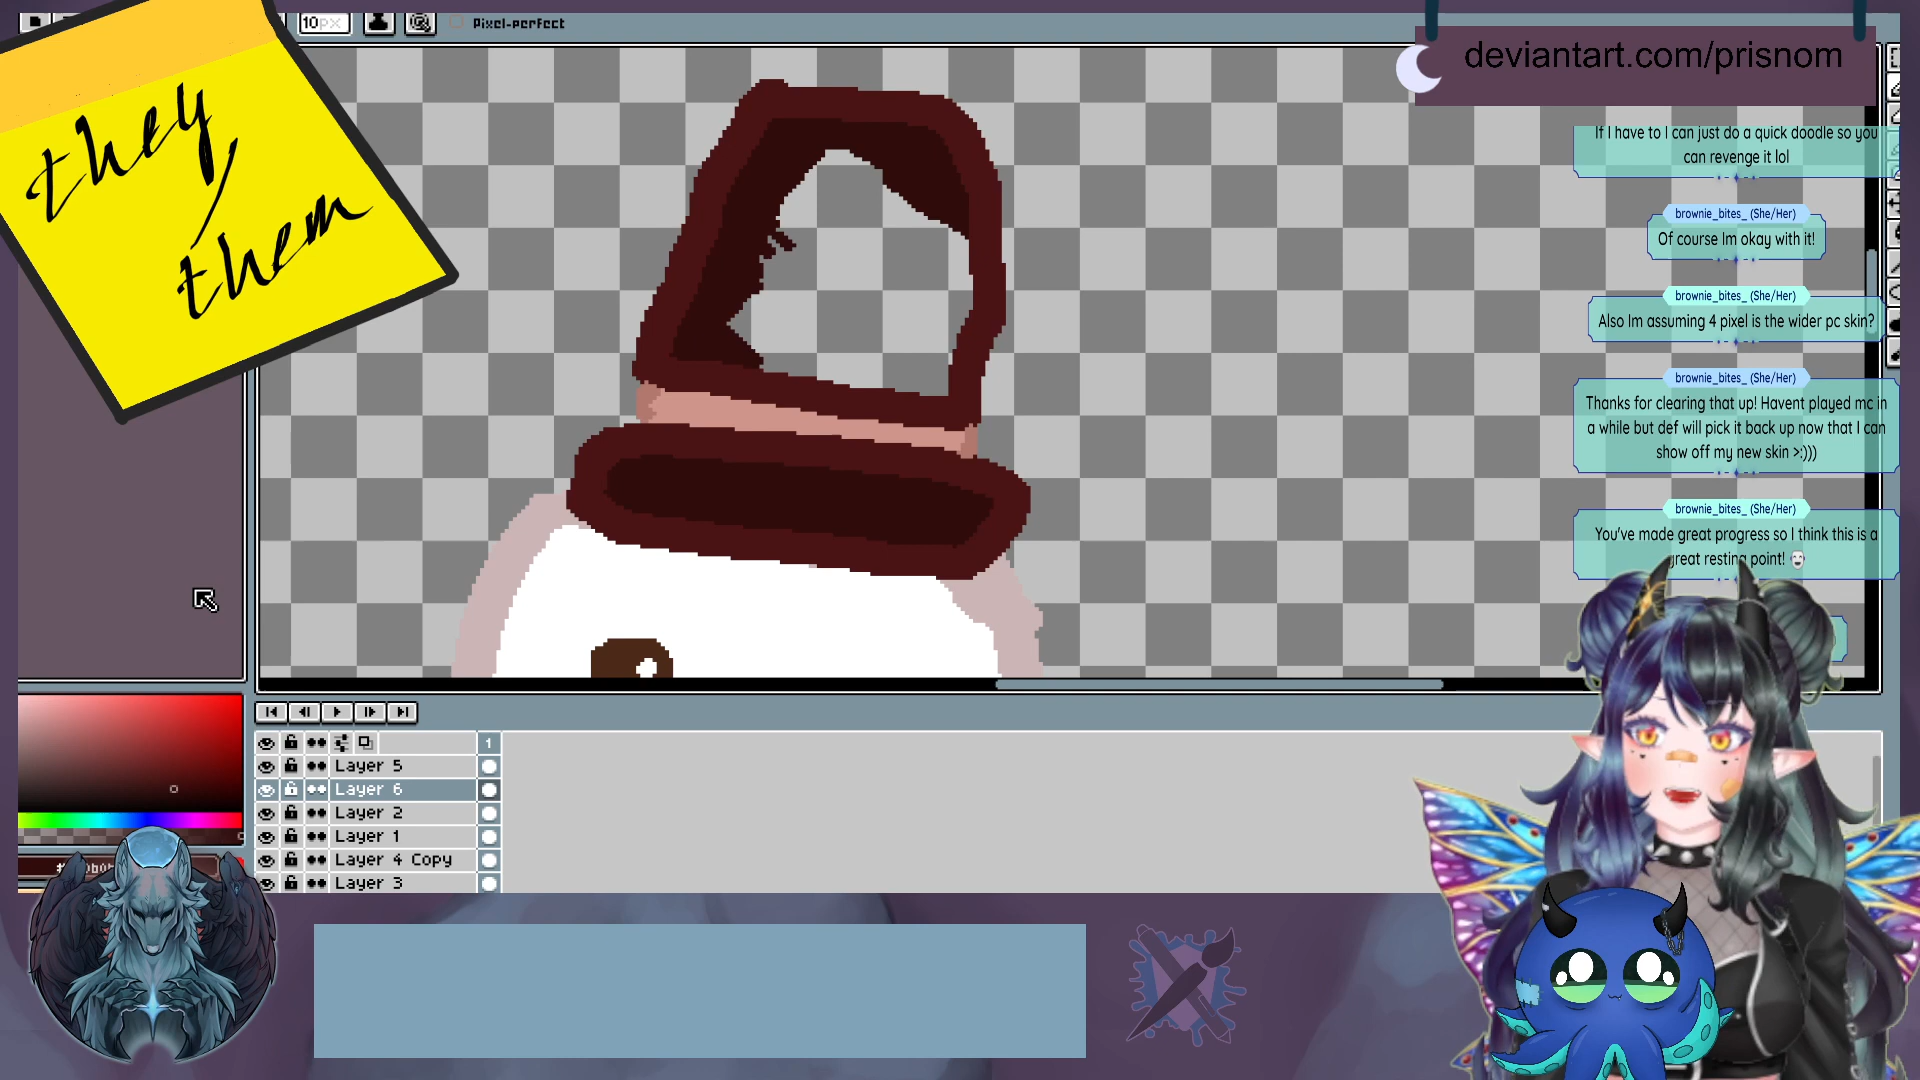 10px
Pixel-perfect
they
/
them
deviantart.com/prisnom
If I have to I can just do a quick doodle so you
can revenge it lol
brownie_bites_ (She/Her)
Of course Im okay with it!
brownie_bites_ (She/Her)
Also Im assuming 4 pixel is the wider pc skin?
brownie_bites_ (She/Her)
Thanks for clearing that up! Havent played mc in
a while but def will pick it back up now that I can
show off my new skin >:)))
brownie_bites_ (She/Her)
You've made great progress so I think this is a
great resting point!
1
Layer 5
Layer 6
Layer 2
Layer 1
Layer 4 Copy
Layer 3